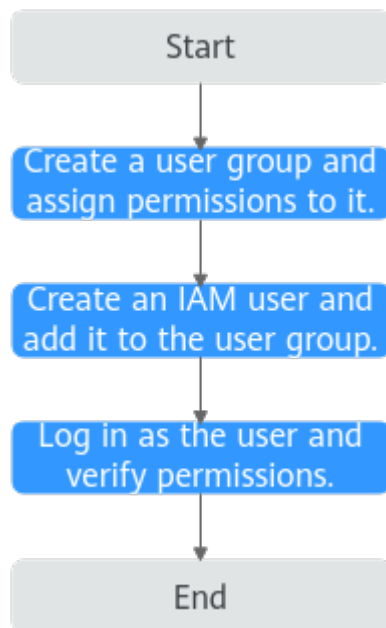 Start
Create a user group and
assign permissions to it.
Create an IAM user and
add it to the user group.
Log in as the user and
verify permissions.
End